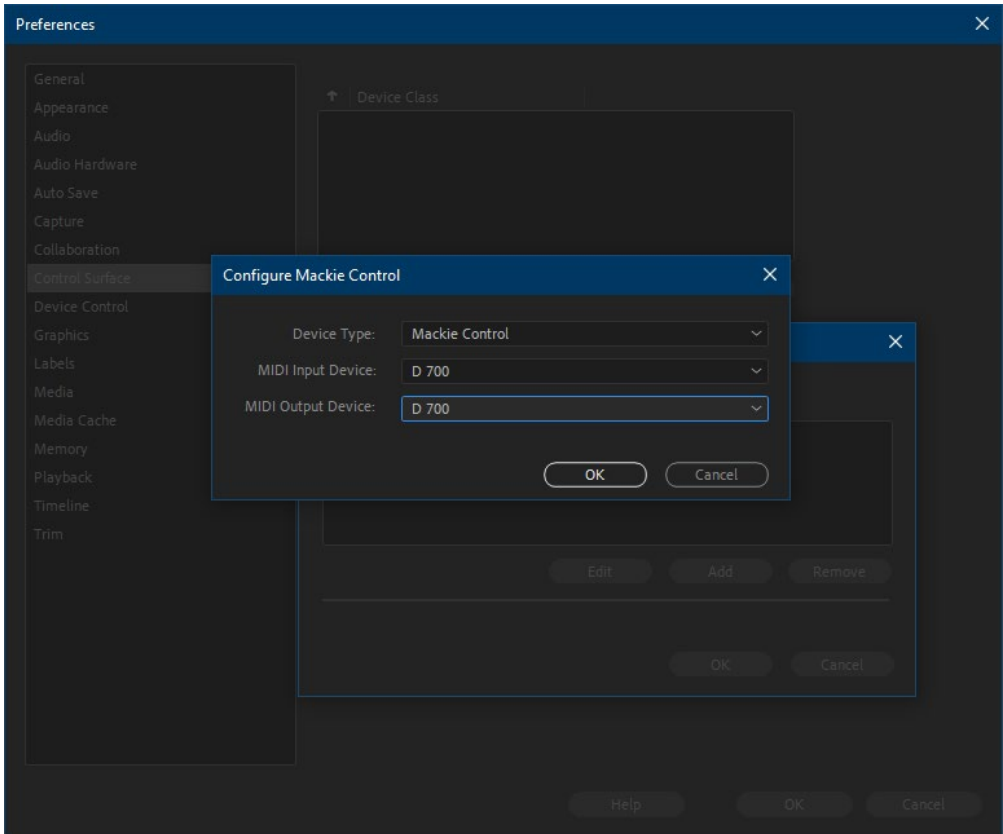 Preferences
General
Appearance
Audio
Audio Hardware
Auto Save
Capture
Collaboration
Control Surface
Device Control
Graphics
Labels
Media
Media Cache
Memory
Playback
Timeline
Trim
Device Class
Configure Mackie Control
Device Type: Mackie Control
MIDI Input Device: D 700
MIDI Output Device: D 700
OK Cancel
Edit Add Remove
OK Cancel
Help OK Cancel